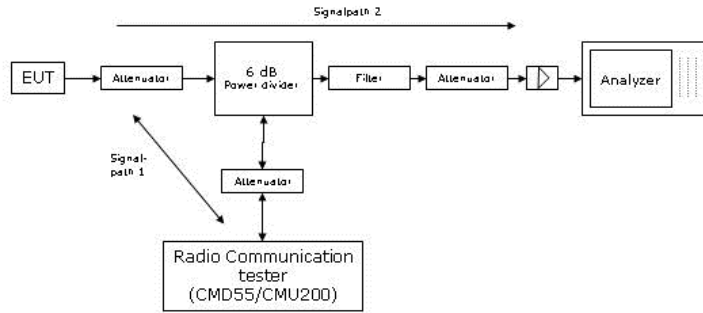 Signalpath 2
EUT
Attenuator
6 dB
Power divider
Filter
Attenuator
Analyzer
Signal-
path 1
Attenuator
Radio Communication
tester
(CMD55/CMU200)